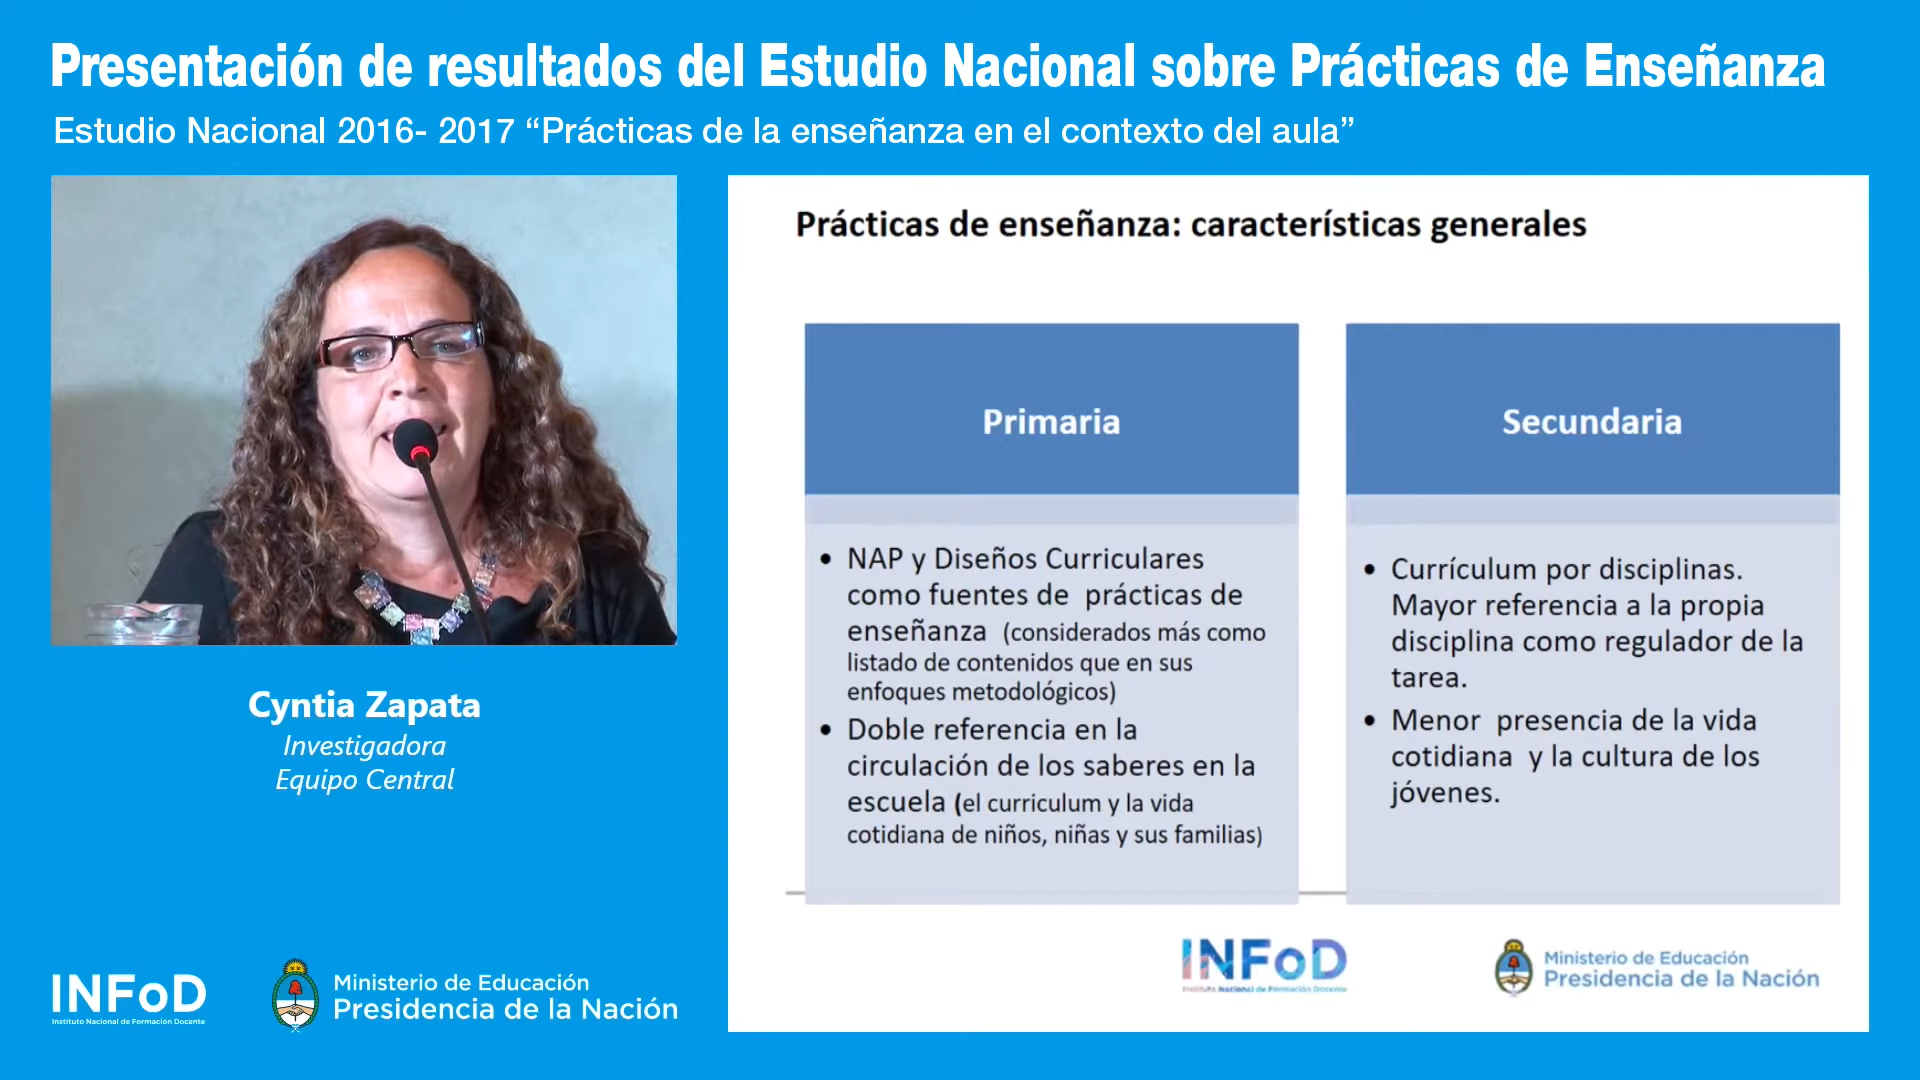 Presentación de resultados del Estudio Nacional sobre Prácticas de Enseñanza
Estudio Nacional 2016- 2017 “Prácticas de la enseñanza en el contexto del aula”
Cyntia Zapata
Investigadora
Equipo Central
INFoD
Instituto Nacional de Formación Docente
Ministerio de Educación
Presidencia de la Nación
Prácticas de enseñanza: características generales
Primaria
• NAP y Diseños Curriculares
como fuentes de prácticas de
enseñanza (considerados más como
listado de contenidos que en sus
enfoques metodológicos)
• Doble referencia en la
circulación de los saberes en la
escuela (el curriculum y la vida
cotidiana de niños, niñas y sus familias)
Secundaria
• Currículum por disciplinas.
Mayor referencia a la propia
disciplina como regulador de la
tarea.
• Menor presencia de la vida
cotidiana y la cultura de los
jóvenes.
INFoD
Instituto Nacional de Formación Docente
Ministerio de Educación
Presidencia de la Nación